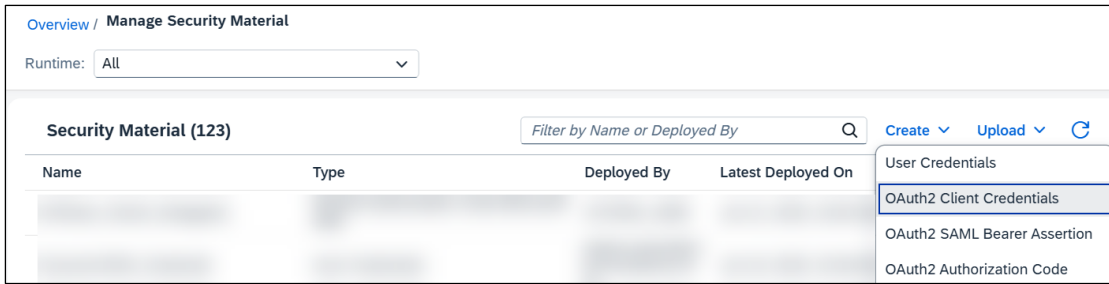 Overview / Manage Security Material
Runtime: All
Security Material (123)
Filter by Name or Deployed By
Create
Upload
Name
Type
Deployed By
Latest Deployed On
User Credentials
OAuth2 Client Credentials
OAuth2 SAML Bearer Assertion
OAuth2 Authorization Code